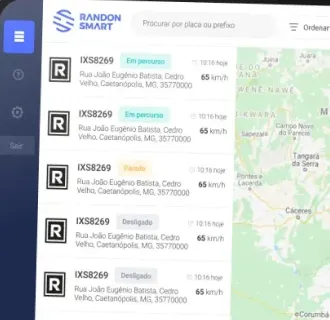 RANDON
SMART
Procurar por placa ou prefixo
Ordenar
IXS8269
Em percurso
10:16 hoje
Rua João Eugênio Batista, Cedro
Velho, Caetanópolis, MG, 35770000
65 km/h
IXS8269
Em percurso
10:16 hoje
Rua João Eugênio Batista, Cedro
Velho, Caetanópolis, MG, 35770000
65 km/h
IXS8269
Parado
10:16 hoje
Rua João Eugênio Batista, Cedro
Velho, Caetanópolis, MG, 35770000
65 km/h
IXS8269
Desligado
10:16 hoje
Rua João Eugênio Batista, Cedro
Velho, Caetanópolis, MG, 35770000
65 km/h
IXS8269
Desligado
10:16 hoje
Rua João Eugênio Batista, Cedro
Velho, Caetanópolis, MG, 35770000
65 km/h
Sair
R
R
R
R
R
Sapezal
Campo Novo
do Parecis
Tangará
da Serra
Pontes e
Lacerda
Cáceres